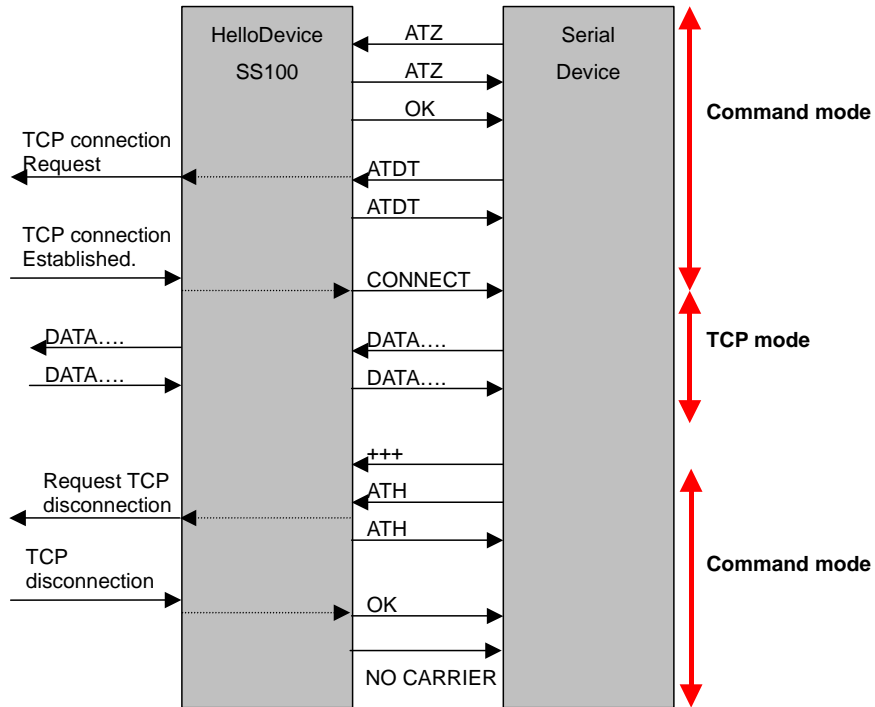 HelloDevice
SS100
ATZ
Serial
Device
ATZ
OK
Command mode
TCP connection
Request
ATDT
ATDT
TCP connection
Established.
CONNECT
DATA….
DATA….
TCP mode
DATA….
DATA….
+++
Request TCP
disconnection
ATH
ATH
TCP
disconnection
Command mode
OK
NO CARRIER